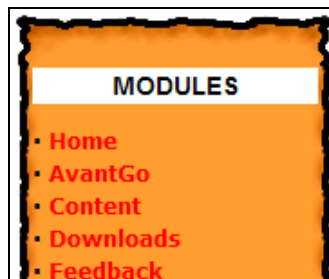 MODULES
· Home
· AvantGo
· Content
· Downloads
· Feedback